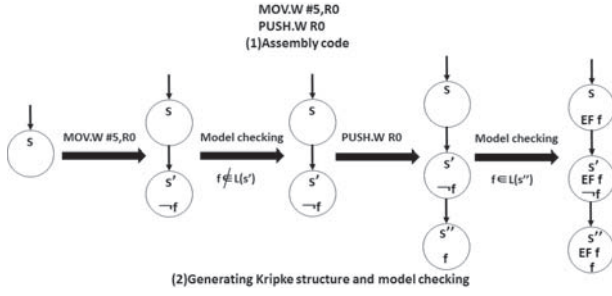 MOV.W #5,R0
PUSH.W R0
(1)Assembly code
S
MOV.W #5,R0
S
S'
¬f
Model checking
f∉L(s')
S
S'
¬f
PUSH.W R0
S
S'
¬f
S''
f
Model checking
f∈L(s'')
S
EF f
S'
EF f
¬f
S''
EF f
f
(2)Generating Kripke structure and model checking